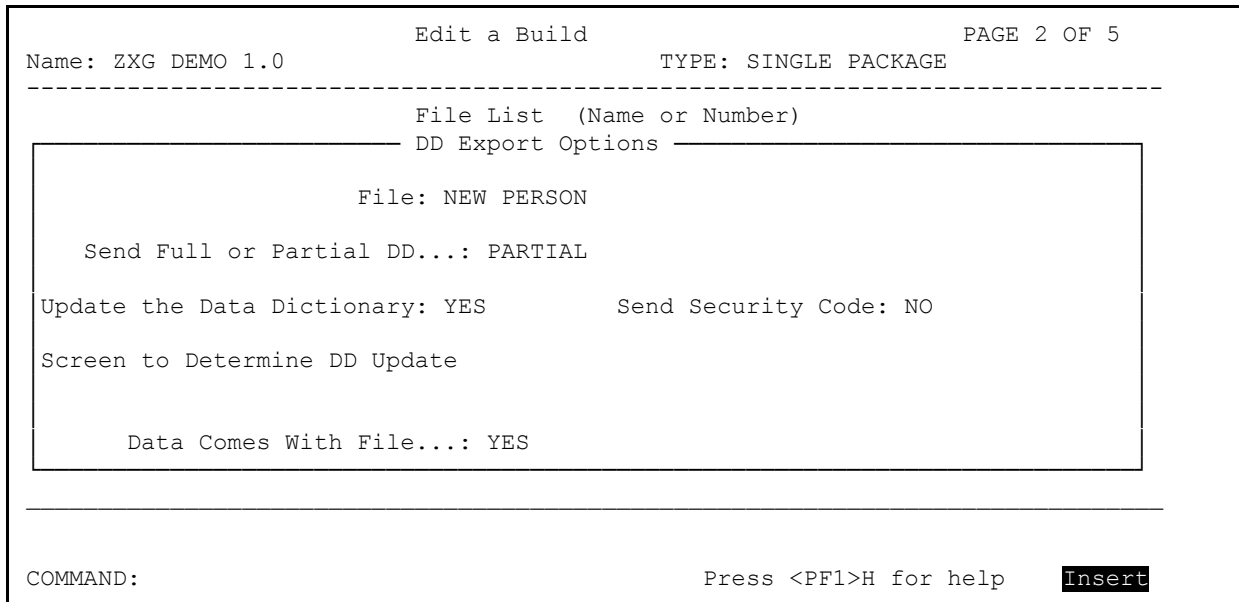 Edit a Build PAGE 2 OF 5
Name: ZXG DEMO 1.0 TYPE: SINGLE PACKAGE
-------------------------------------------------------------------------------
File List (Name or Number)
DD Export Options
File: NEW PERSON
Send Full or Partial DD...: PARTIAL
Update the Data Dictionary: YES Send Security Code: NO
Screen to Determine DD Update
Data Comes With File...: YES
COMMAND: Press <PF1>H for help Insert